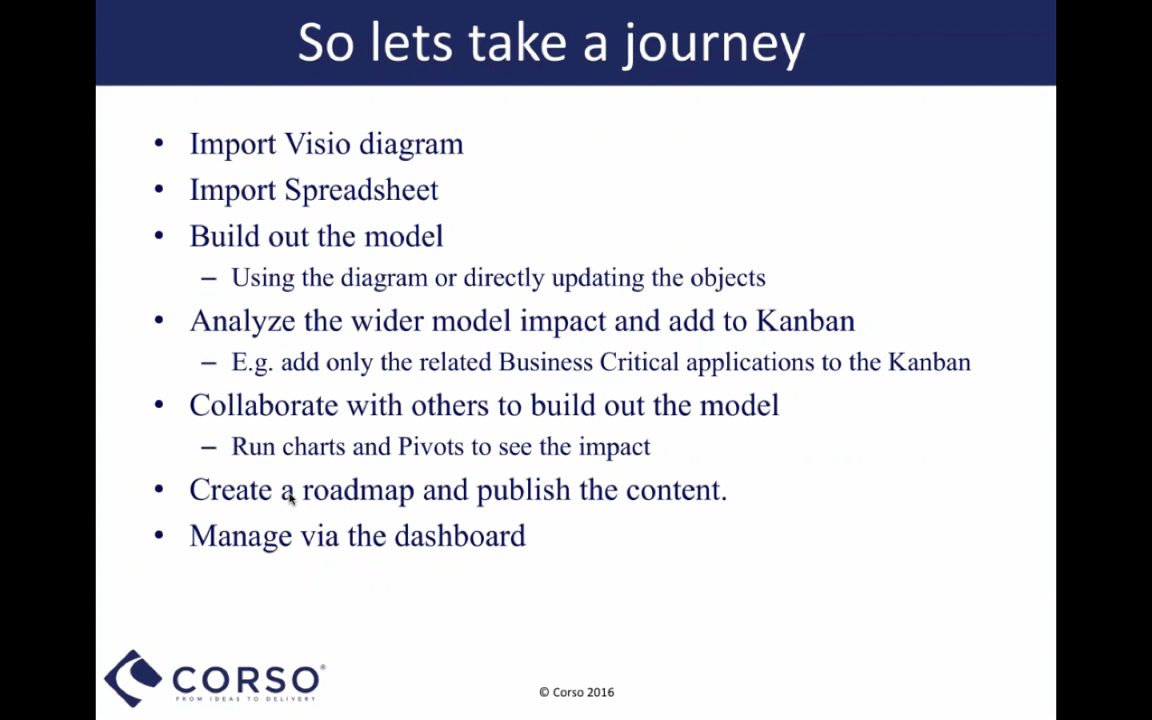 So lets take a journey
• Import Visio diagram
• Import Spreadsheet
• Build out the model
– Using the diagram or directly updating the objects
• Analyze the wider model impact and add to Kanban
– E.g. add only the related Business Critical applications to the Kanban
• Collaborate with others to build out the model
– Run charts and Pivots to see the impact
• Create a roadmap and publish the content.
• Manage via the dashboard
CORSO®
FROM IDEAS TO DELIVERY
© Corso 2016